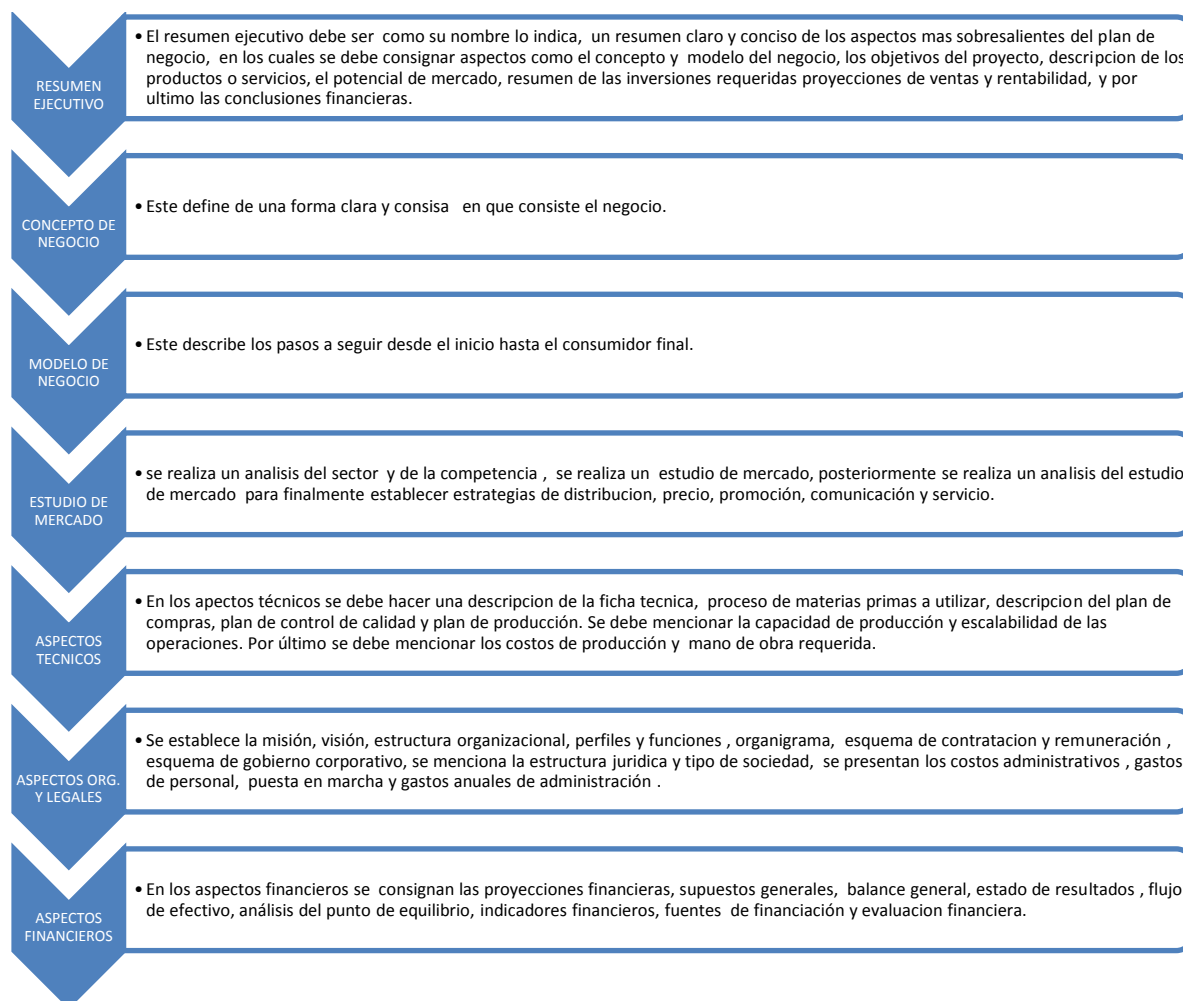 RESUMEN
EJECUTIVO
• El resumen ejecutivo debe ser como su nombre lo indica, un resumen claro y conciso de los aspectos mas sobresalientes del plan de
negocio, en los cuales se debe consignar aspectos como el concepto y modelo del negocio, los objetivos del proyecto, descripcion de los
productos o servicios, el potencial de mercado, resumen de las inversiones requeridas proyecciones de ventas y rentabilidad, y por
ultimo las conclusiones financieras.
CONCEPTO DE
NEGOCIO
• Este define de una forma clara y consisa en que consiste el negocio.
MODELO DE
NEGOCIO
• Este describe los pasos a seguir desde el inicio hasta el consumidor final.
ESTUDIO DE
MERCADO
• se realiza un analisis del sector y de la competencia , se realiza un estudio de mercado, posteriormente se realiza un analisis del estudio
de mercado para finalmente establecer estrategias de distribucion, precio, promoción, comunicación y servicio.
ASPECTOS
TECNICOS
• En los apectos técnicos se debe hacer una descripcion de la ficha tecnica, proceso de materias primas a utilizar, descripcion del plan de
compras, plan de control de calidad y plan de producción. Se debe mencionar la capacidad de producción y escalabilidad de las
operaciones. Por último se debe mencionar los costos de producción y mano de obra requerida.
ASPECTOS ORG.
Y LEGALES
• Se establece la misión, visión, estructura organizacional, perfiles y funciones , organigrama, esquema de contratacion y remuneración ,
esquema de gobierno corporativo, se menciona la estructura juridica y tipo de sociedad, se presentan los costos administrativos , gastos
de personal, puesta en marcha y gastos anuales de administración .
ASPECTOS
FINANCIEROS
• En los aspectos financieros se consignan las proyecciones financieras, supuestos generales, balance general, estado de resultados , flujo
de efectivo, análisis del punto de equilibrio, indicadores financieros, fuentes de financiación y evaluacion financiera.